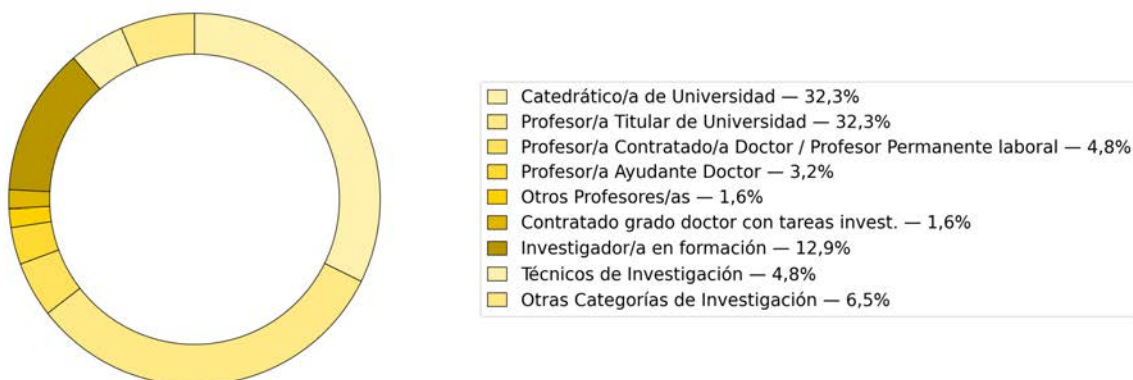 Catedrático/a de Universidad — 32,3%
Profesor/a Titular de Universidad — 32,3%
Profesor/a Contratado/a Doctor / Profesor Permanente laboral — 4,8%
Profesor/a Ayudante Doctor — 3,2%
Otros Profesores/as — 1,6%
Contratado grado doctor con tareas invest. — 1,6%
Investigador/a en formación — 12,9%
Técnicos de Investigación — 4,8%
Otras Categorías de Investigación — 6,5%